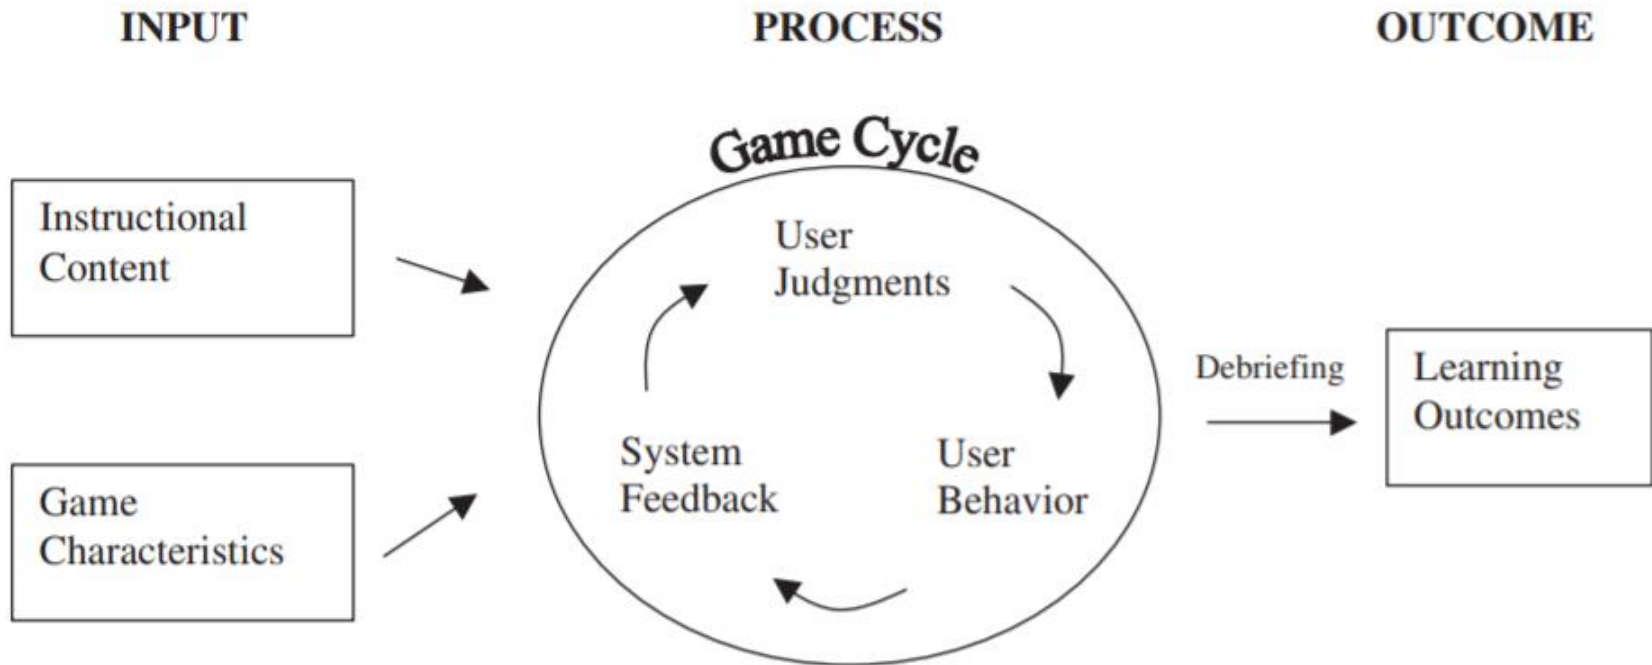 INPUT
PROCESS
OUTCOME
Game Cycle
Instructional
Content
User
Judgments
Debriefing
Learning
Outcomes
System
Feedback
User
Behavior
Game
Characteristics